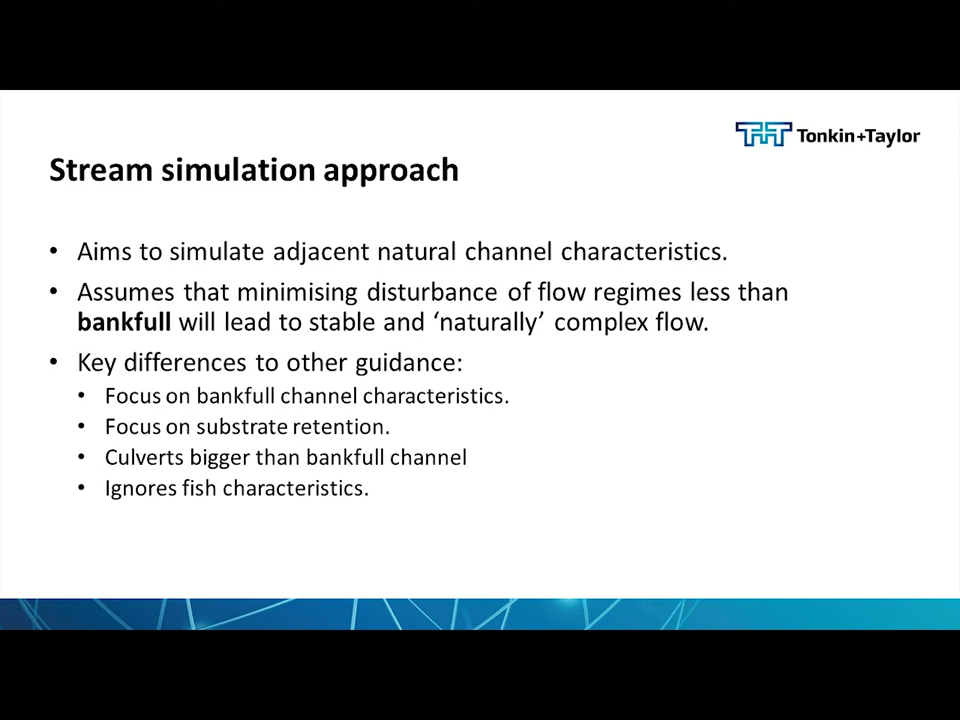 Tonkin+Taylor
Stream simulation approach
• Aims to simulate adjacent natural channel characteristics.
• Assumes that minimising disturbance of flow regimes less than
bankfull will lead to stable and ‘naturally’ complex flow.
• Key differences to other guidance:
• Focus on bankfull channel characteristics.
• Focus on substrate retention.
• Culverts bigger than bankfull channel
• Ignores fish characteristics.